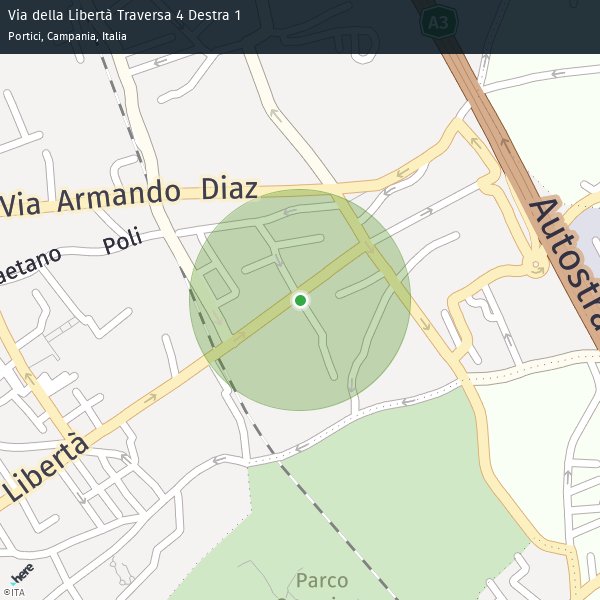 Via della Libertà Traversa 4 Destra 1
Portici, Campania, Italia
A3
Via Armando Diaz
Poli
aetano
Autostra
Libertà
Parco
here
©ITA